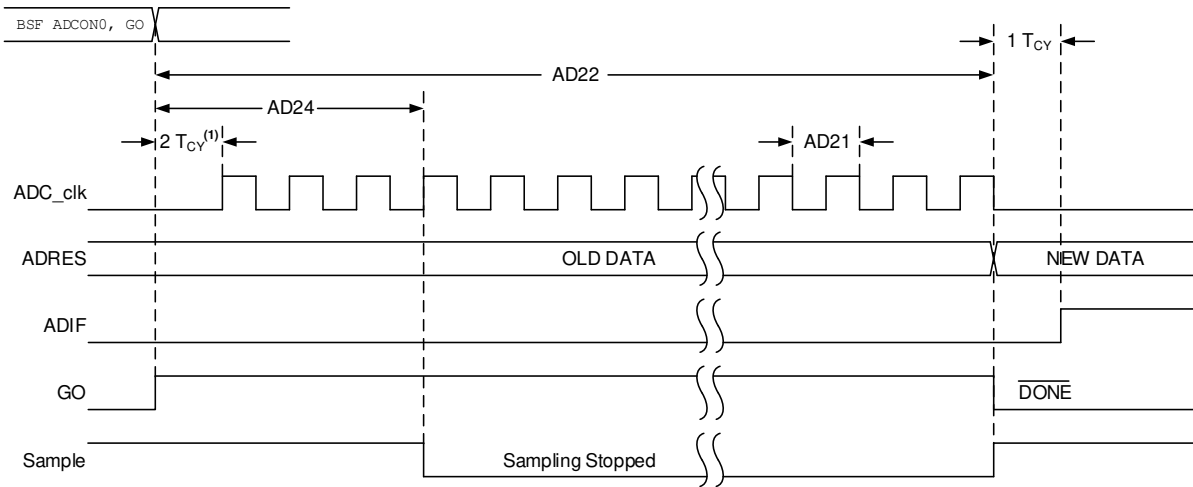 BSF ADCON0, GO
1 TCY
AD22
AD24
2 TCY(1)
AD21
ADC_clk
ADRES
OLD DATA
NEW DATA
ADIF
GO
DONE
Sample
Sampling Stopped